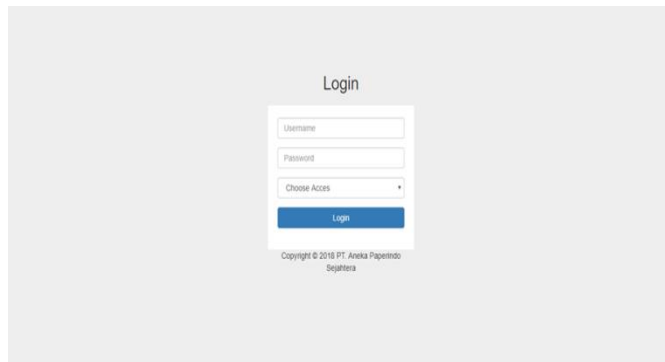 Login
Username
Password
Choose Acces
Login
Copyright © 2018 PT. Aneka Paperindo
Sejahtera